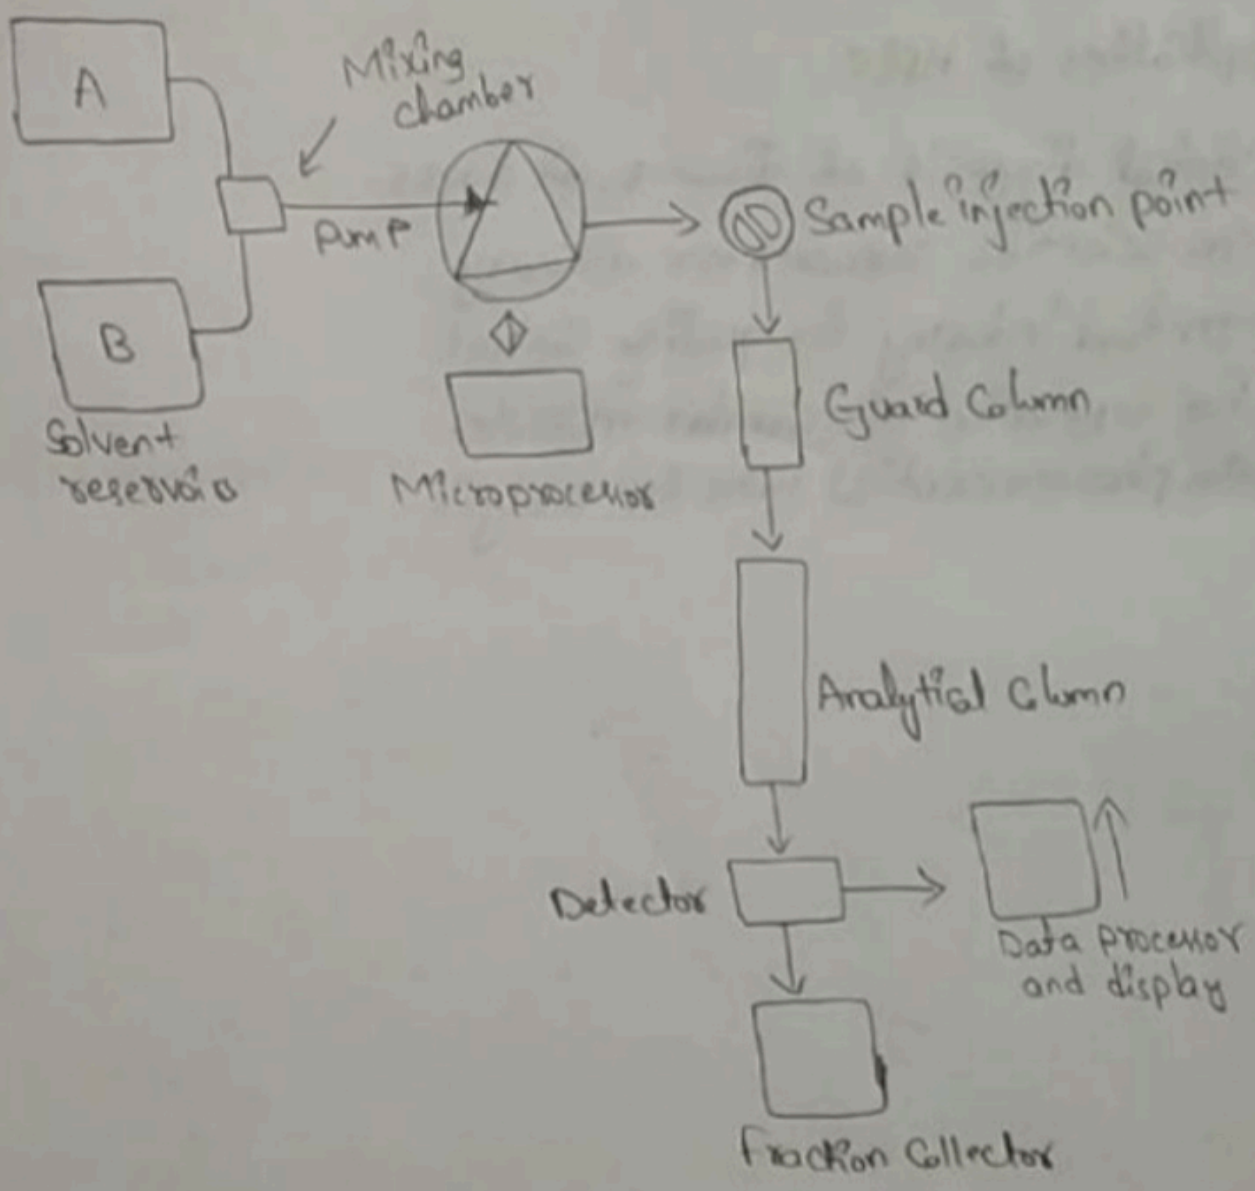 A
Mixing
chamber
Pump
Sample injection point
B
Solvent
reservoir
Microprocessor
Guard Column
Analytical Column
Detector
Data processor
and display
Fraction Collector